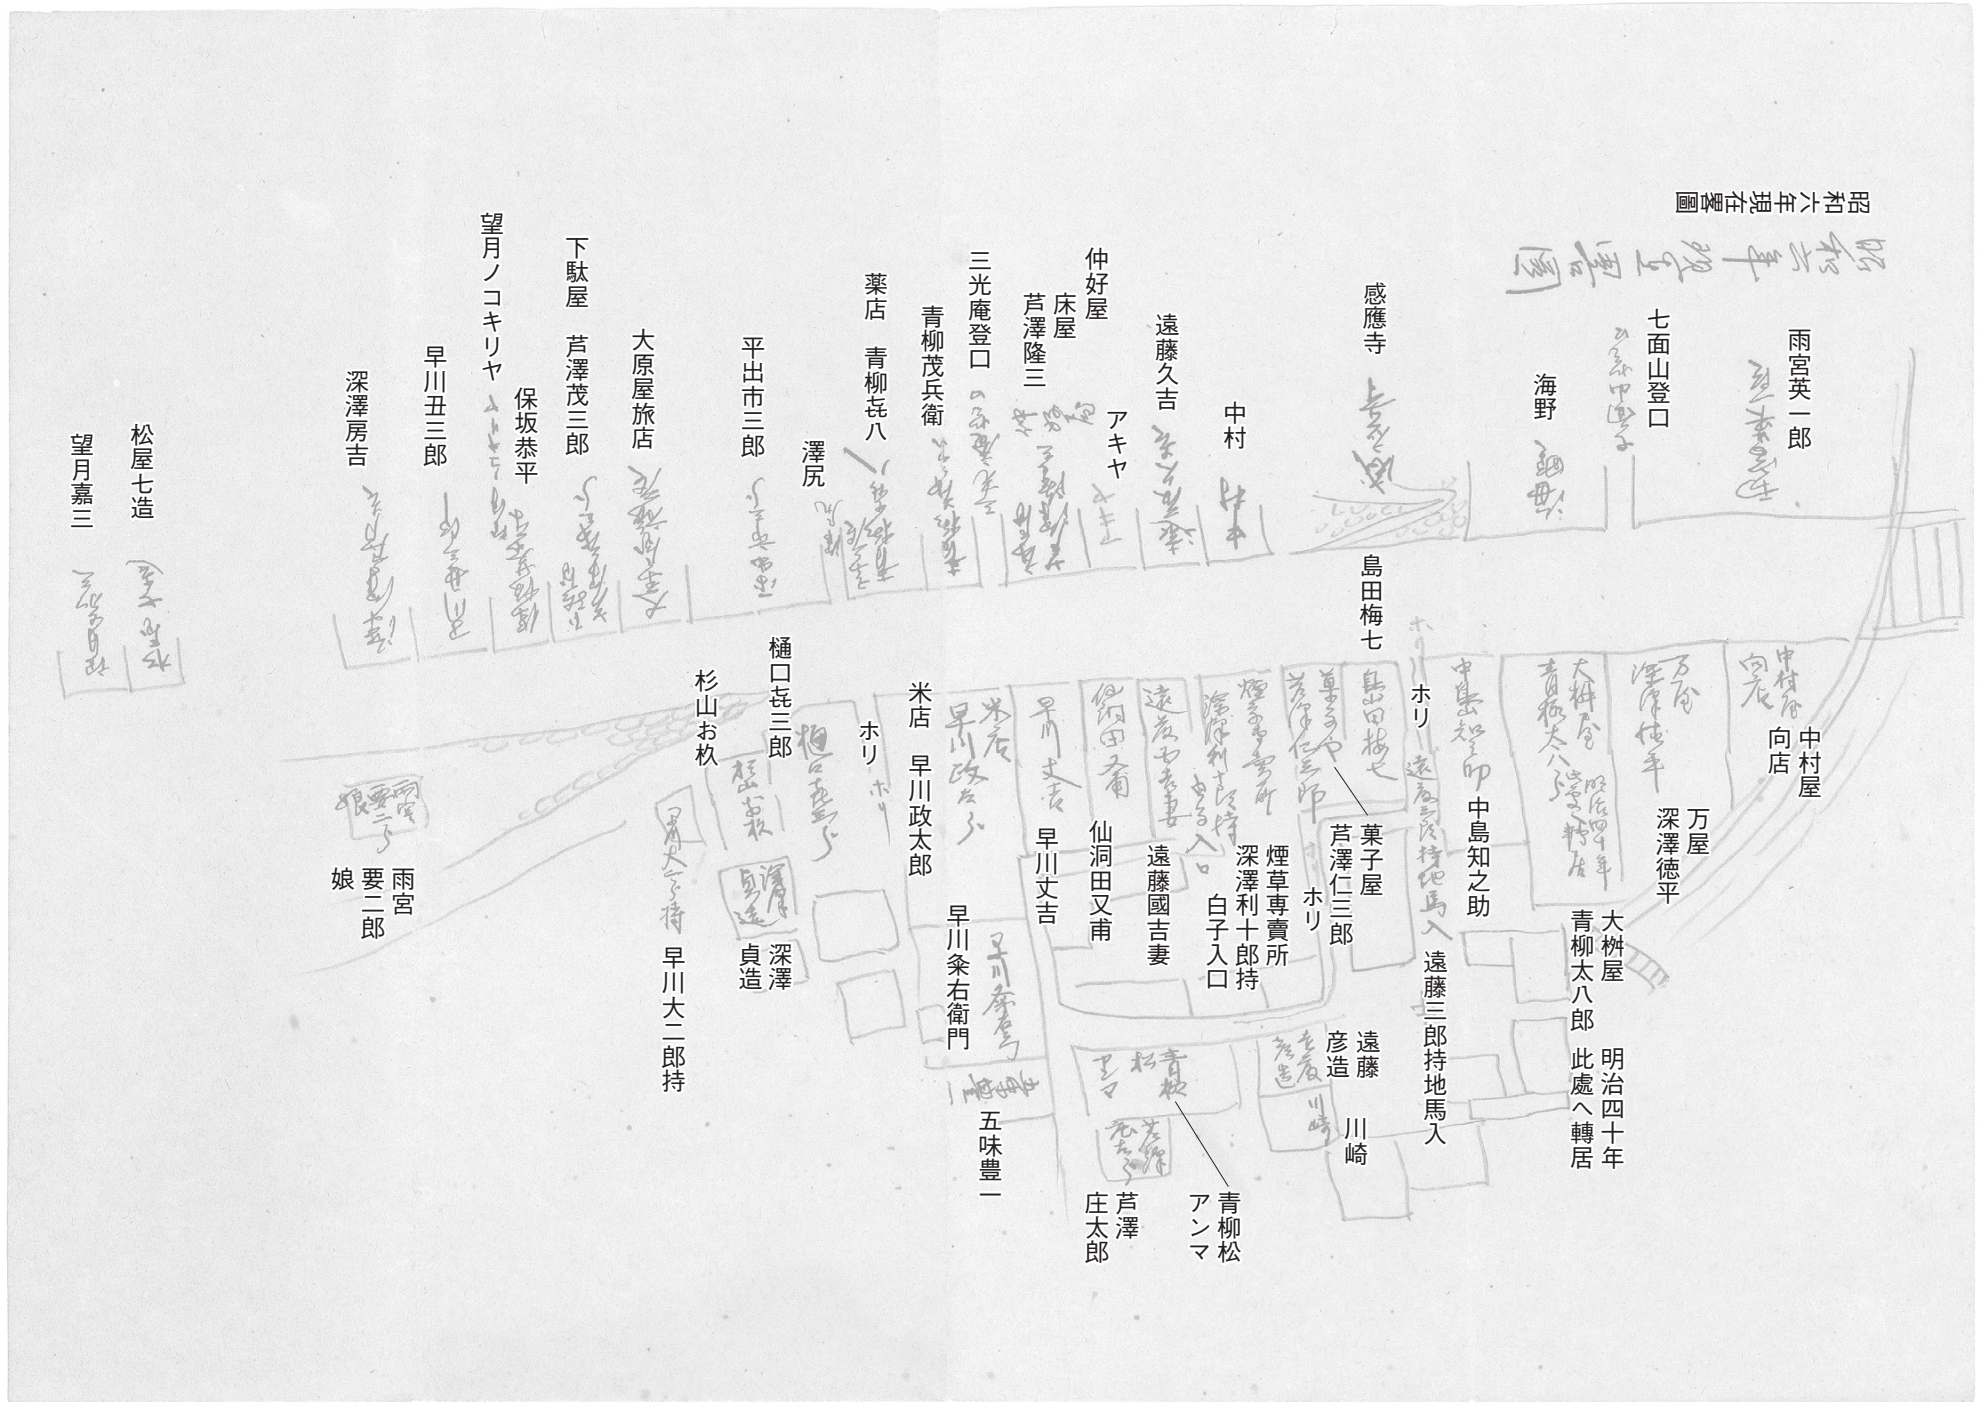 昭和六年現在畧圖
雨宮英一郎
七面山登口
海野
感應寺
中村
遠藤久吉
アキヤ
仲好屋
床屋
芦澤隆三
三光庵登口
青柳茂兵衛
薬店 青柳㐂八
澤尻
平出市三郎
大原屋旅店
下駄屋 芦澤茂三郎
保坂恭平
望月ノコキリヤ
早川丑三郎
深澤房吉
松屋七造
望月嘉三
中村屋
向店
万屋
深澤徳平
大桝屋
青柳太八郎
明治四十年
此處へ轉居
中島知之助
ホリ
遠藤三郎持地馬入
島田梅七
菓子屋
芦澤仁三郎
ホリ
煙草専賣所
深澤利十郎持
白子入口
遠藤國吉妻
仙洞田又甫
早川丈吉
米店 早川政太郎
早川粂右衛門
五味豊一
ホリ
樋口㐂三郎
杉山お杦
深澤
貞造
早川大二郎持
雨宮
要二郎
娘
遠藤
彦造
川崎
青柳松
アンマ
芦澤
庄太郎